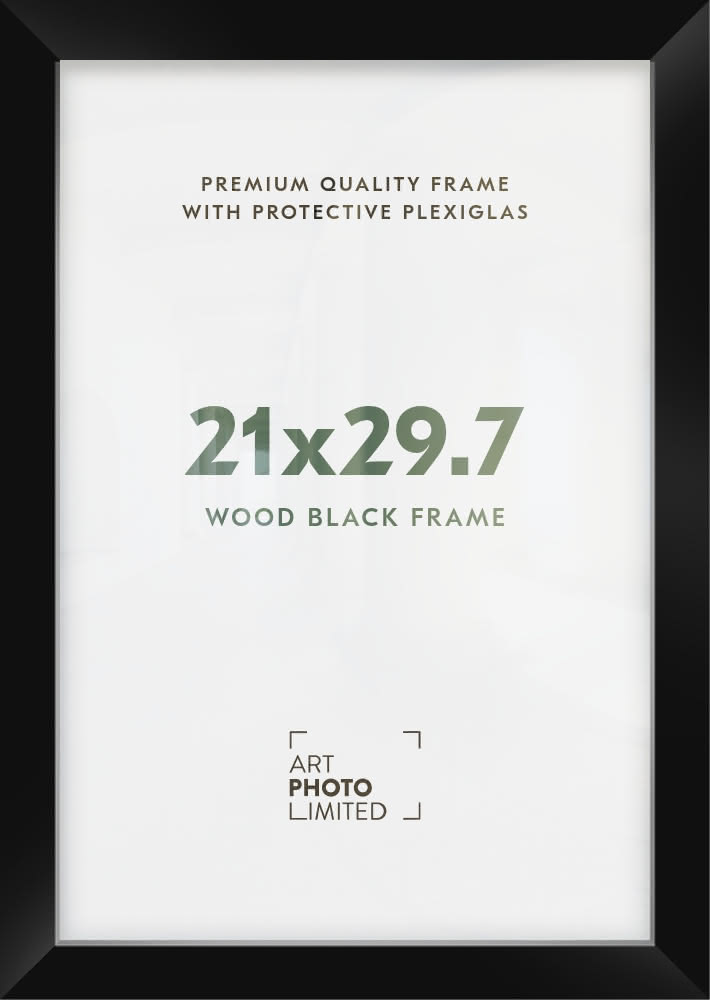 PREMIUM QUALITY FRAME
WITH PROTECTIVE PLEXIGLAS
21x29.7
WOOD BLACK FRAME
ART
PHOTO
LIMITED